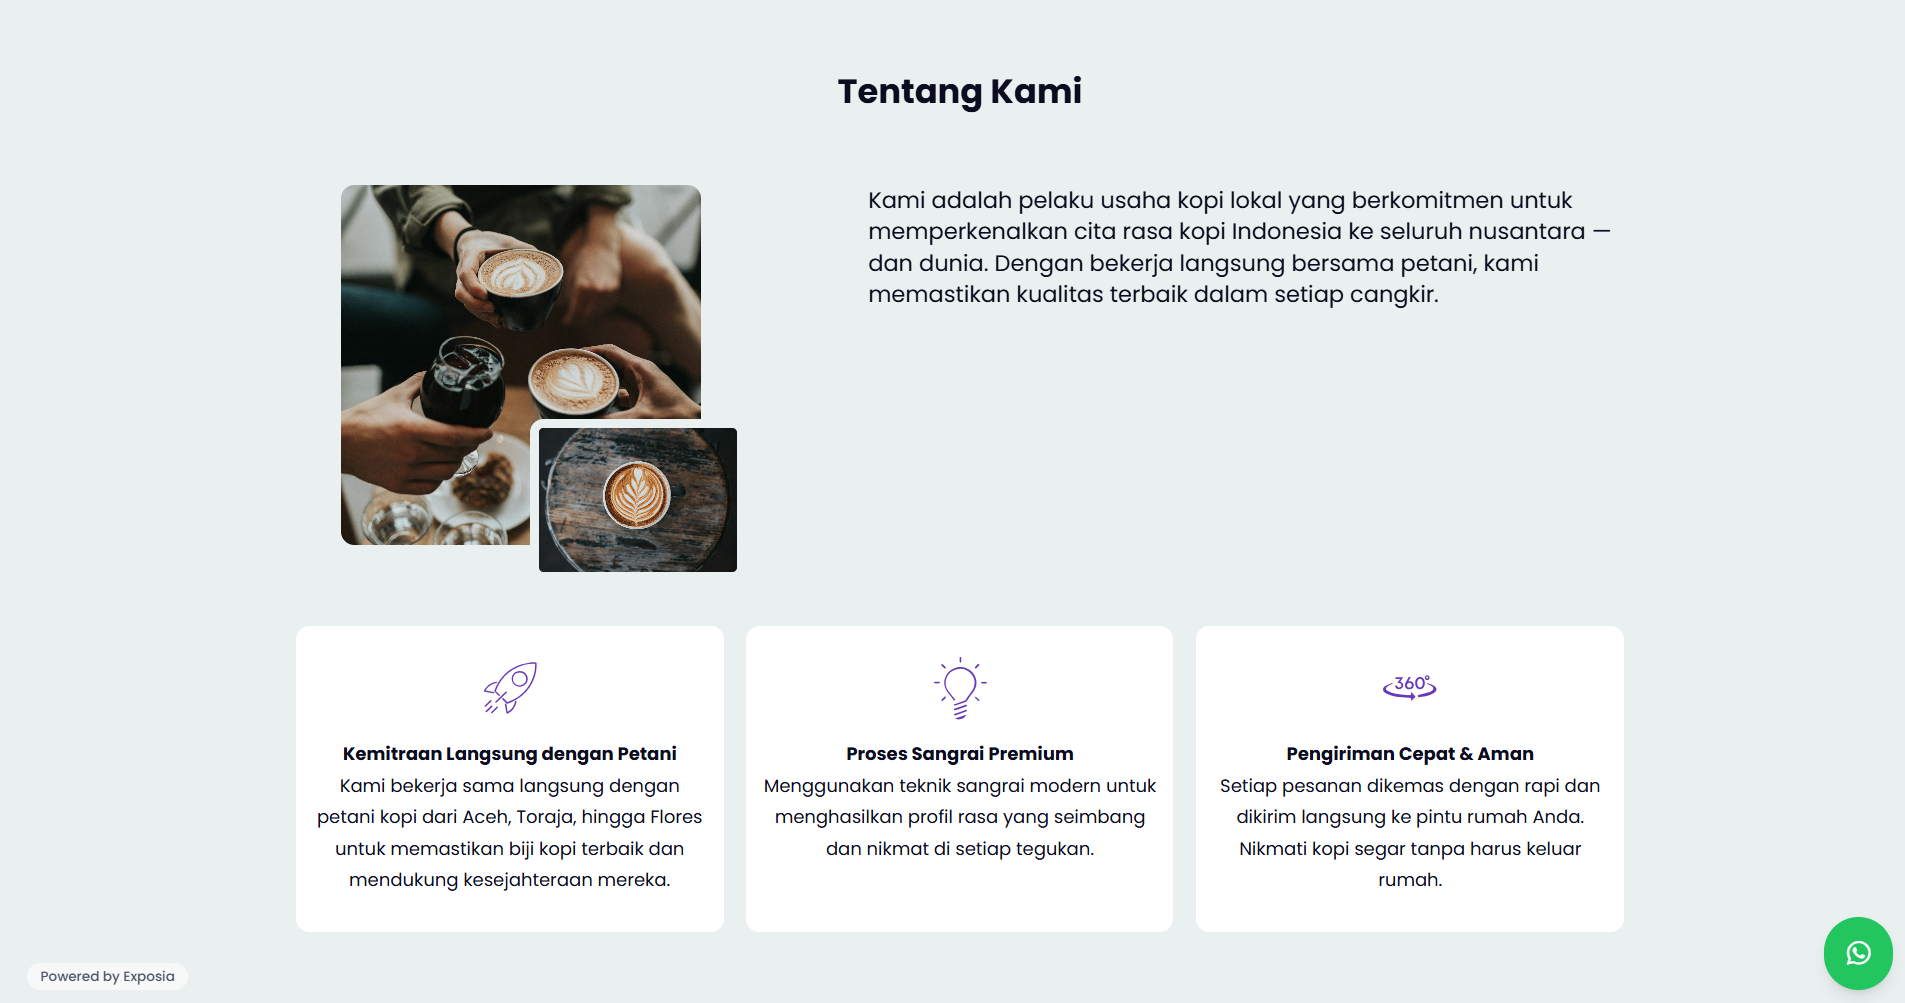 Tentang Kami
Kami adalah pelaku usaha kopi lokal yang berkomitmen untuk
memperkenalkan cita rasa kopi Indonesia ke seluruh nusantara —
dan dunia. Dengan bekerja langsung bersama petani, kami
memastikan kualitas terbaik dalam setiap cangkir.
Kemitraan Langsung dengan Petani
Kami bekerja sama langsung dengan
petani kopi dari Aceh, Toraja, hingga Flores
untuk memastikan biji kopi terbaik dan
mendukung kesejahteraan mereka.
Proses Sangrai Premium
Menggunakan teknik sangrai modern untuk
menghasilkan profil rasa yang seimbang
dan nikmat di setiap tegukan.
360°
Pengiriman Cepat & Aman
Setiap pesanan dikemas dengan rapi dan
dikirim langsung ke pintu rumah Anda.
Nikmati kopi segar tanpa harus keluar
rumah.
Powered by Exposia